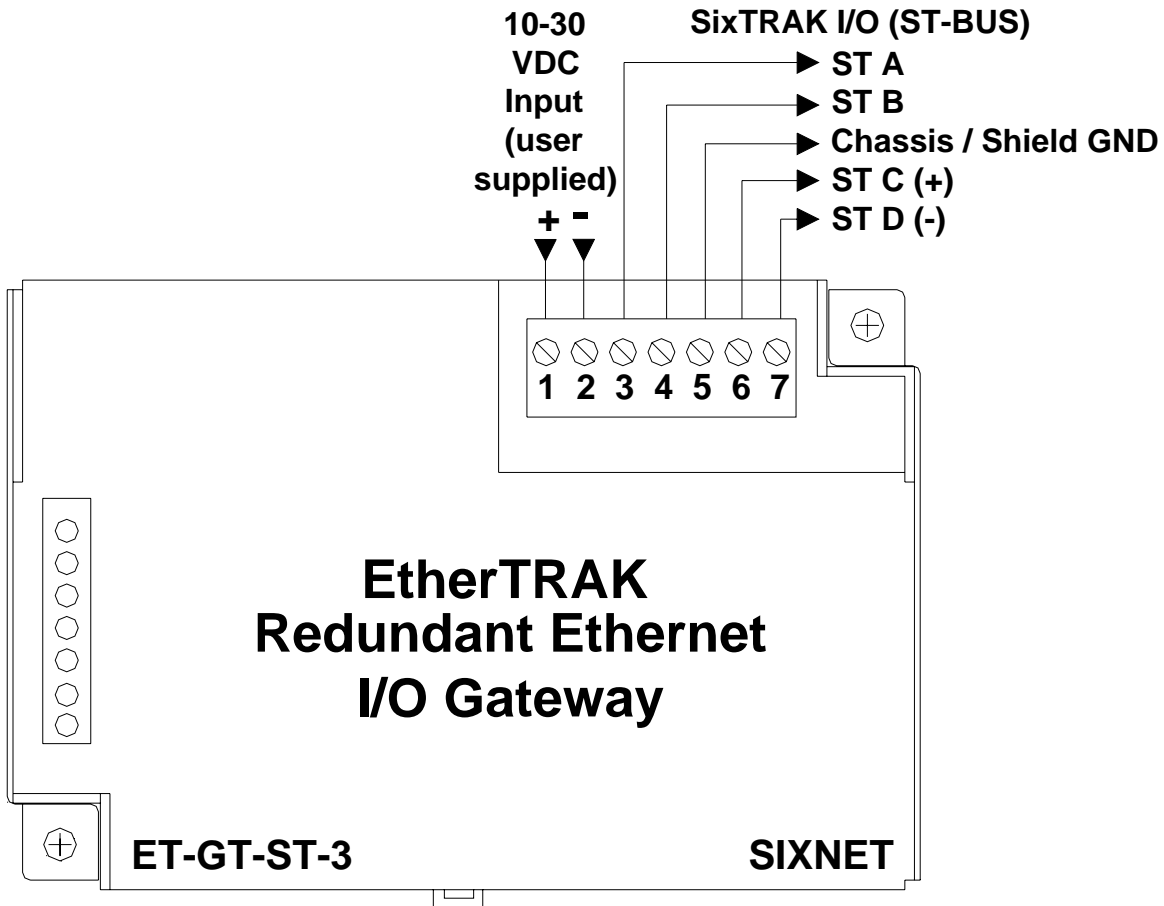 10-30
VDC
Input
(user
supplied)
+ -
SixTRAK I/O (ST-BUS)
ST A
ST B
Chassis / Shield GND
ST C (+)
ST D (-)
1 2 3 4 5 6 7
EtherTRAK
Redundant Ethernet
I/O Gateway
ET-GT-ST-3
SIXNET